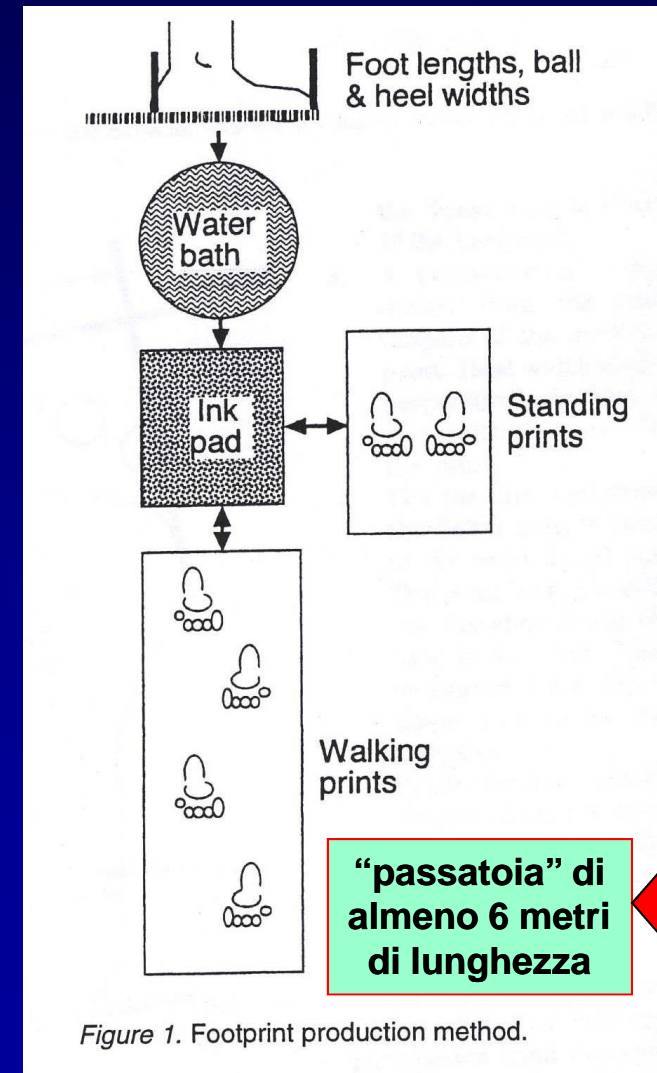 Foot lengths, ball
& heel widths
Water
bath
Ink
pad
Standing
prints
Walking
prints
“passatoia” di
almeno 6 metri
di lunghezza
Figure 1. Footprint production method.